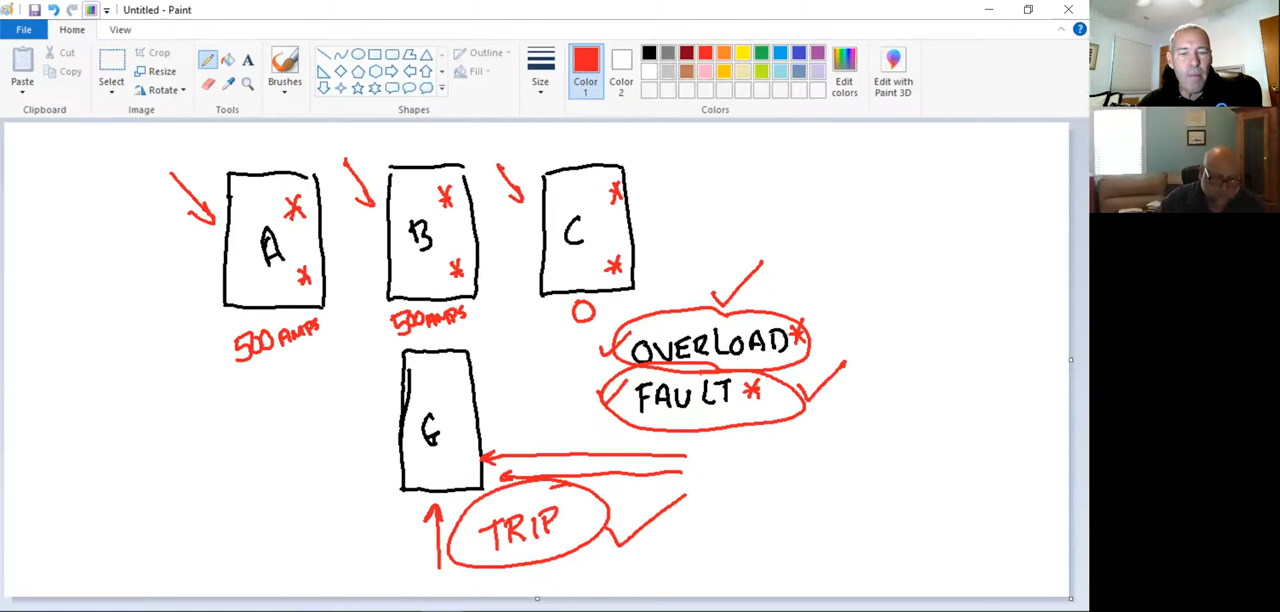 Untitled - Paint
File
Home
View
Paste
Cut
Copy
Clipboard
Select
Crop
Resize
Rotate
Image
A
Tools
Brushes
Shapes
Outline
Fill
Size
Color 1
Color 2
Edit colors
Colors
Edit with Paint 3D
A
B
C
500 AMPS
500 AMPS
0
OVERLOAD*
FAULT *
G
TRIP